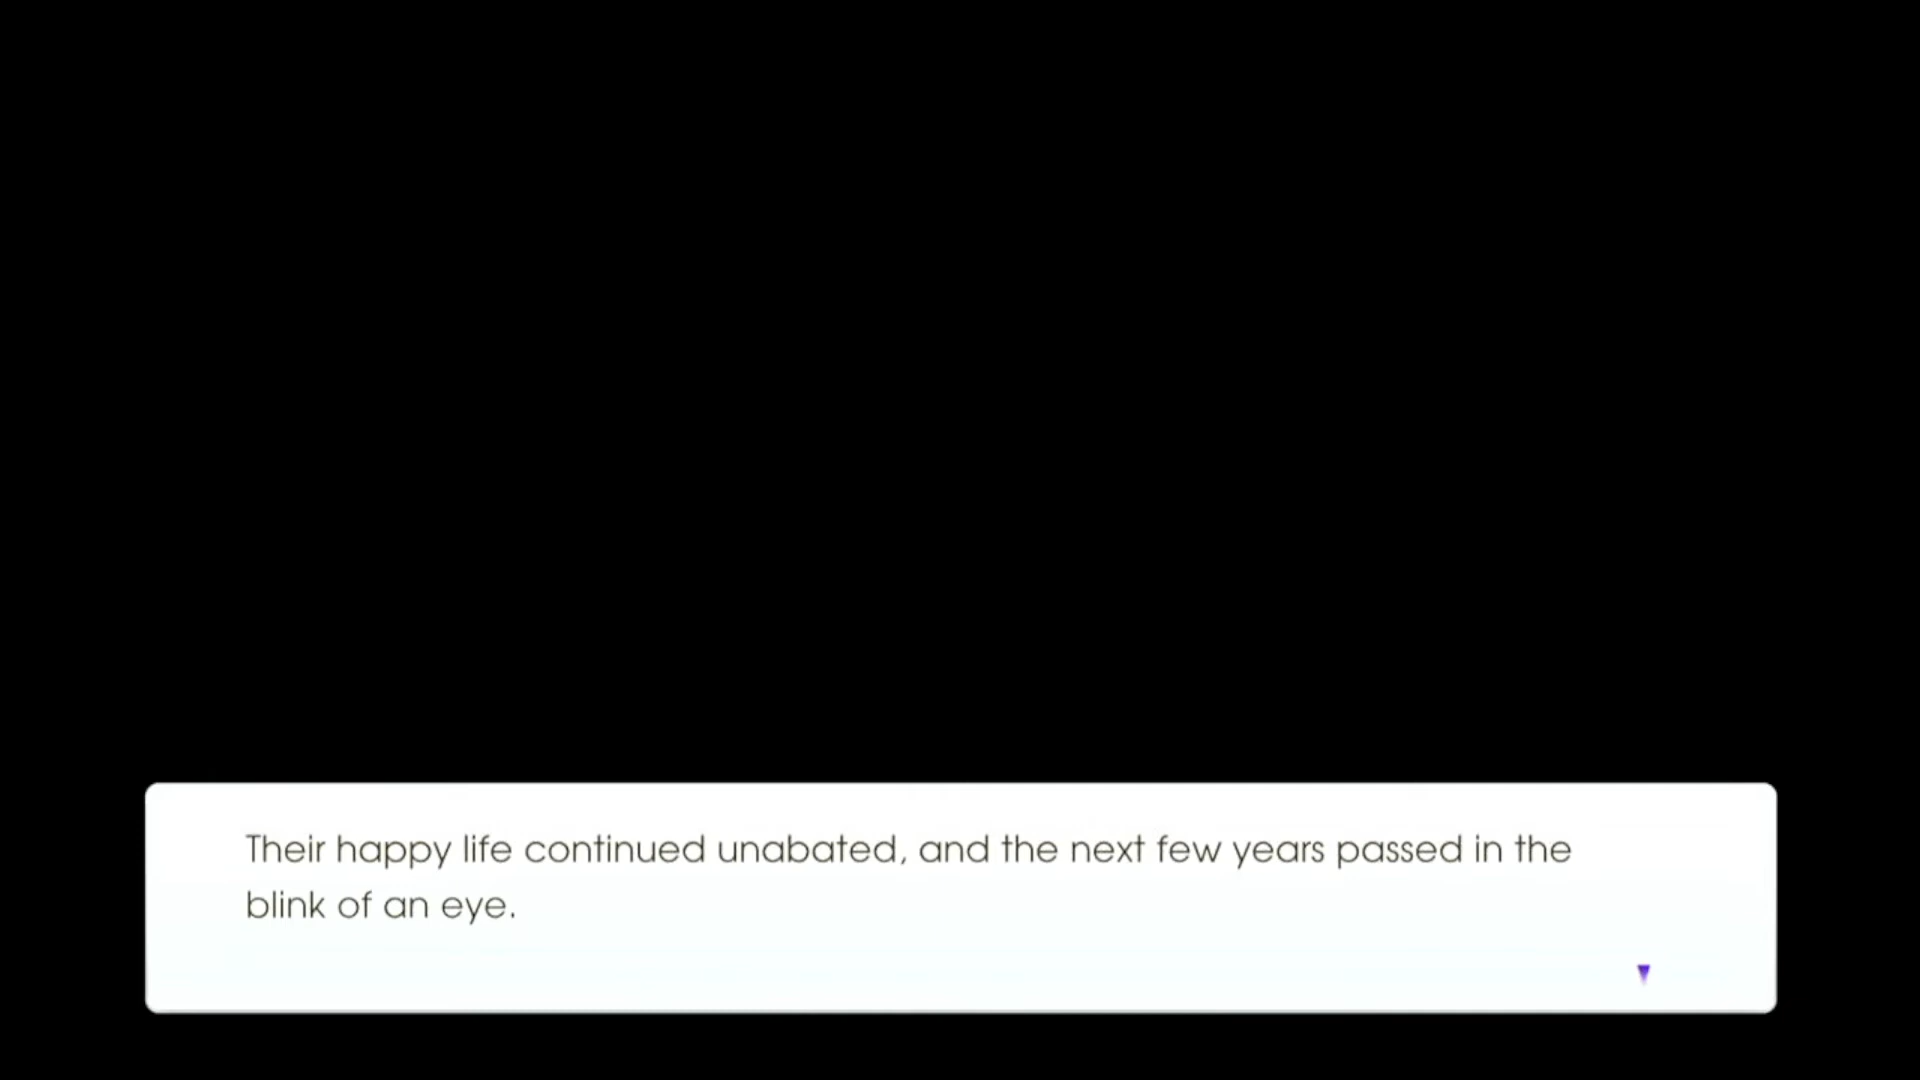 Their happy life continued unabated, and the next few years passed in the
blink of an eye.